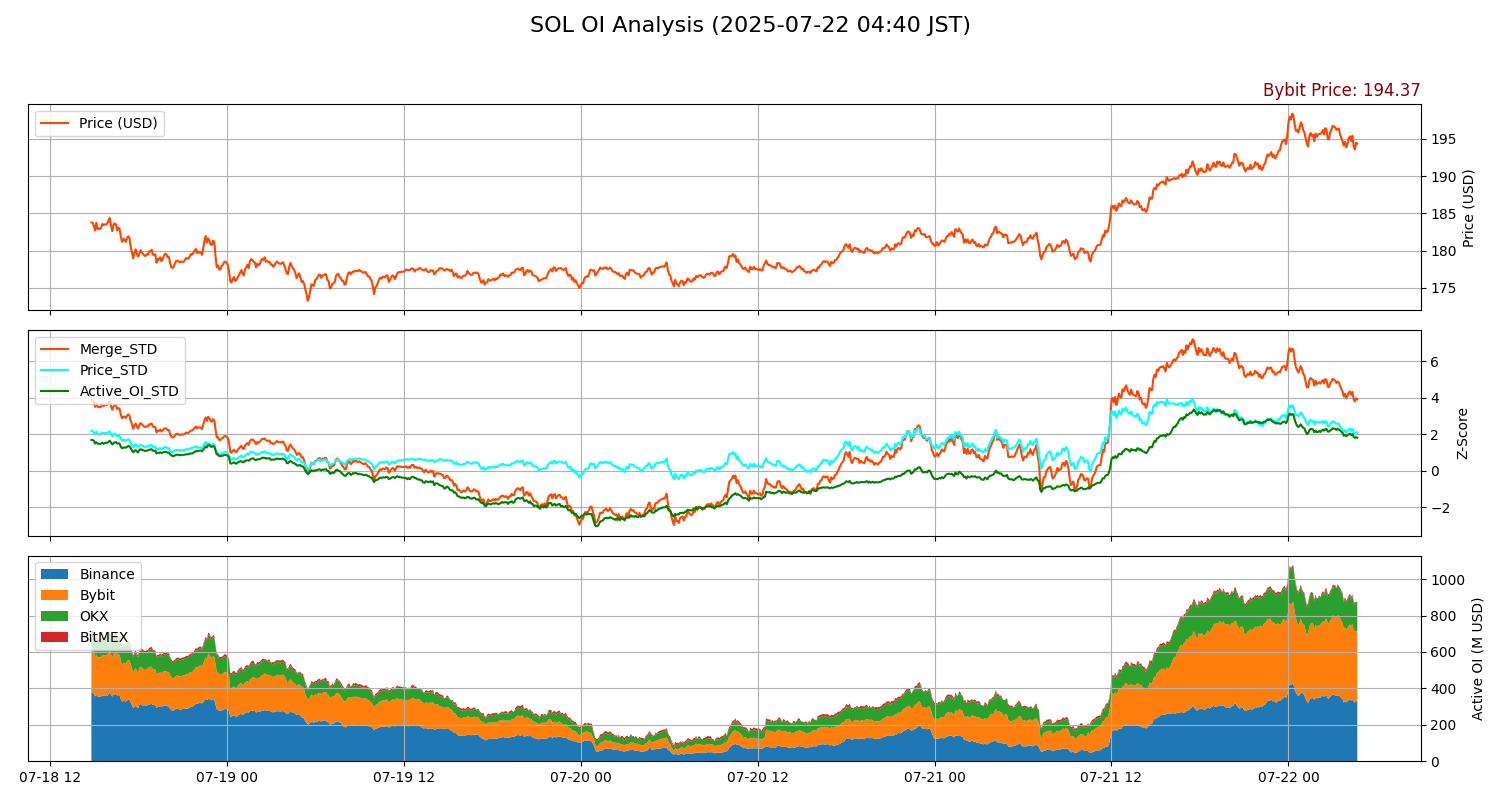 SOL OI Analysis (2025-07-22 04:40 JST)
Bybit Price: 194.37
Price (USD)
195
190
185
180
175
Price (USD)
Merge_STD
Price_STD
Active_OI_STD
6
4
2
0
−2
Z-Score
Binance
Bybit
OKX
BitMEX
1000
800
600
400
200
0
Active OI (M USD)
07-18 12 07-19 00 07-19 12 07-20 00 07-20 12 07-21 00 07-21 12 07-22 00